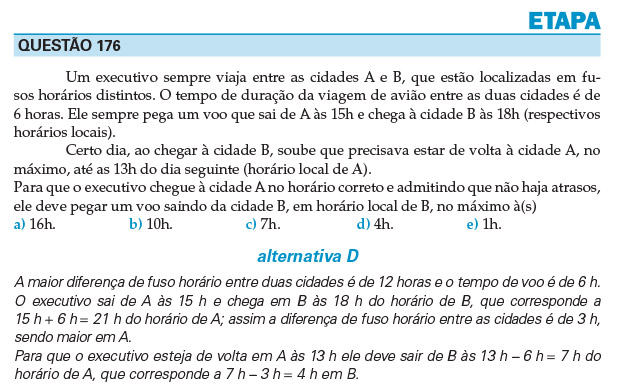 ETAPA
QUESTÃO 176
Um executivo sempre viaja entre as cidades A e B, que estão localizadas em fu-
sos horários distintos. O tempo de duração da viagem de avião entre as duas cidades é de
6 horas. Ele sempre pega um voo que sai de A às 15h e chega à cidade B às 18h (respectivos
horários locais).
Certo dia, ao chegar à cidade B, soube que precisava estar de volta à cidade A, no
máximo, até as 13h do dia seguinte (horário local de A).
Para que o executivo chegue à cidade A no horário correto e admitindo que não haja atrasos,
ele deve pegar um voo saindo da cidade B, em horário local de B, no máximo à(s)
a) 16h. b) 10h. c) 7h. d) 4h. e) 1h.
alternativa D
A maior diferença de fuso horário entre duas cidades é de 12 horas e o tempo de voo é de 6 h.
O executivo sai de A às 15 h e chega em B às 18 h do horário de B, que corresponde a
15 h + 6 h = 21 h do horário de A; assim a diferença de fuso horário entre as cidades é de 3 h,
sendo maior em A.
Para que o executivo esteja de volta em A às 13 h ele deve sair de B às 13 h – 6 h = 7 h do
horário de A, que corresponde a 7 h – 3 h = 4 h em B.